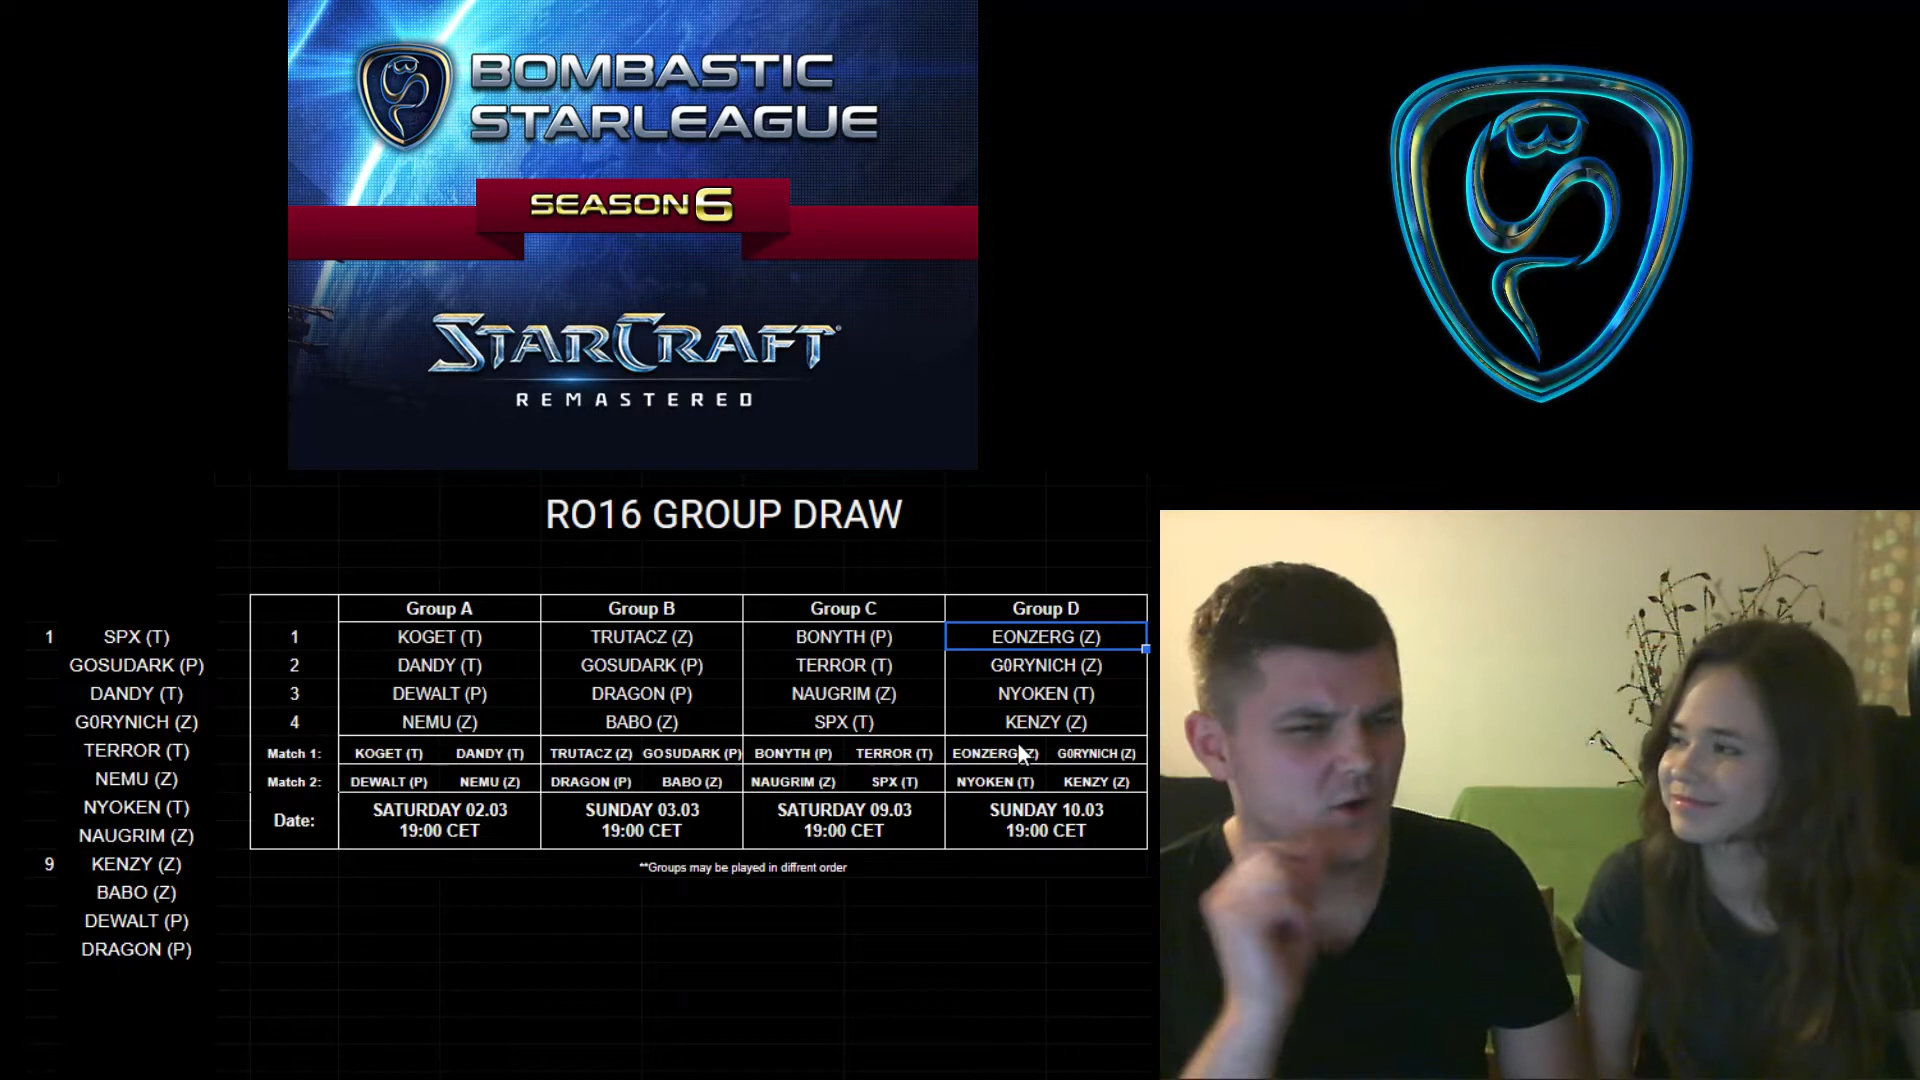 BOMBASTIC
STARLEAGUE
SEASON 6
STARCRAFT®
REMASTERED
RO16 GROUP DRAW
Group A Group B Group C Group D
1 SPX (T) 1 KOGET (T) TRUTACZ (Z) BONYTH (P) EONZERG (Z)
GOSUDARK (P) 2 DANDY (T) GOSUDARK (P) TERROR (T) G0RYNICH (Z)
DANDY (T) 3 DEWALT (P) DRAGON (P) NAUGRIM (Z) NYOKEN (T)
G0RYNICH (Z) 4 NEMU (Z) BABO (Z) SPX (T) KENZY (Z)
TERROR (T) Match 1: KOGET (T) DANDY (T) TRUTACZ (Z) GOSUDARK (P) BONYTH (P) TERROR (T) EONZERG (Z) G0RYNICH (Z)
NEMU (Z) Match 2: DEWALT (P) NEMU (Z) DRAGON (P) BABO (Z) NAUGRIM (Z) SPX (T) NYOKEN (T) KENZY (Z)
NYOKEN (T) Date: SATURDAY 02.03 SUNDAY 03.03 SATURDAY 09.03 SUNDAY 10.03
NAUGRIM (Z) 19:00 CET 19:00 CET 19:00 CET 19:00 CET
9 KENZY (Z) **Groups may be played in diffrent order
BABO (Z)
DEWALT (P)
DRAGON (P)